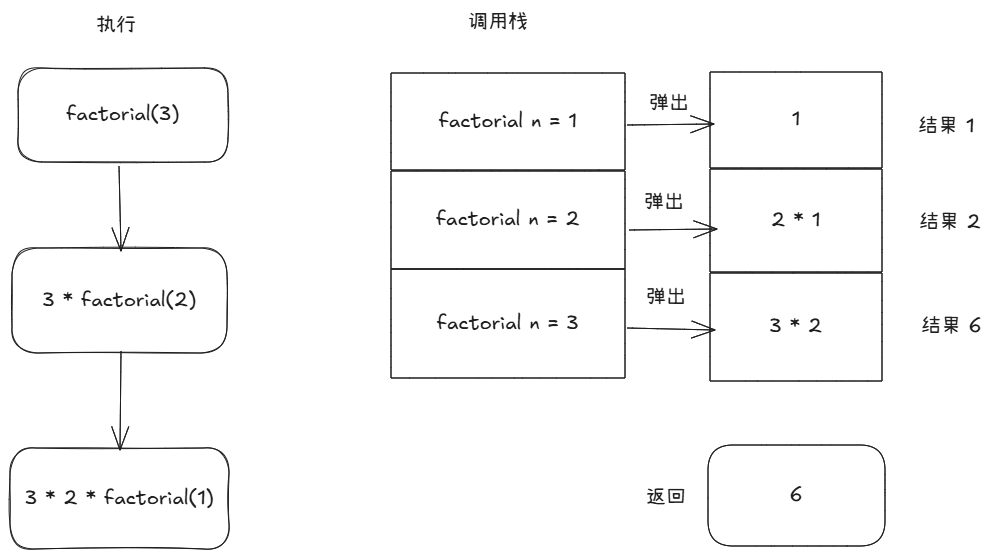 执行
调用栈
factorial(3)
3 * factorial(2)
3 * 2 * factorial(1)
factorial n = 1
弹出
1
结果 1
factorial n = 2
弹出
2 * 1
结果 2
factorial n = 3
弹出
3 * 2
结果 6
返回
6